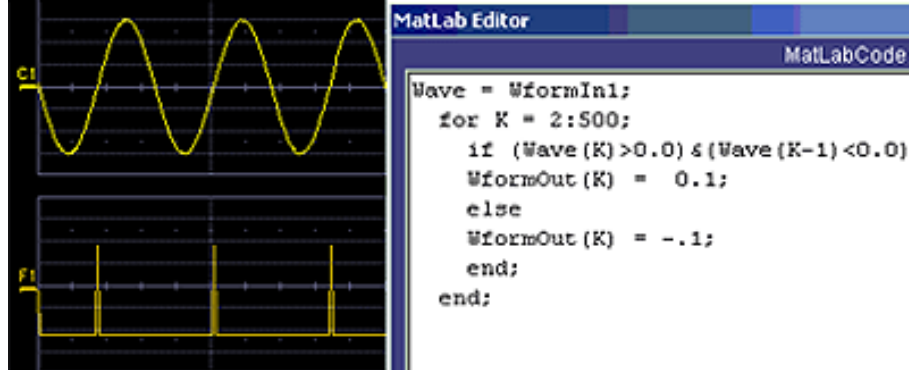 C1
F1
MatLab Editor
MatLabCode
Wave = WformIn1;
for K = 2:500;
if (Wave(K)>0.0)&(Wave(K-1)<0.0)
WformOut(K) = 0.1;
else
WformOut(K) = -.1;
end;
end;